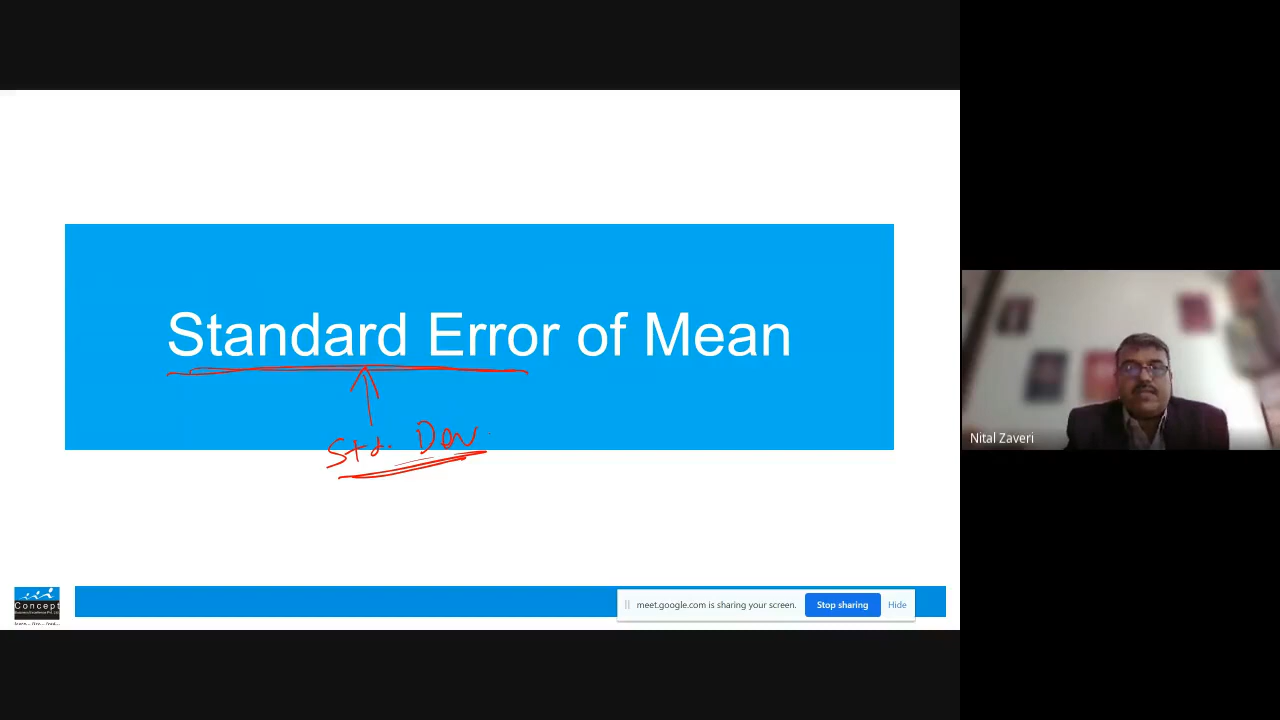 Standard Error of Mean
Std. Dev.
Concept
meet.google.com is sharing your screen.
Stop sharing
Hide
Nital Zaveri